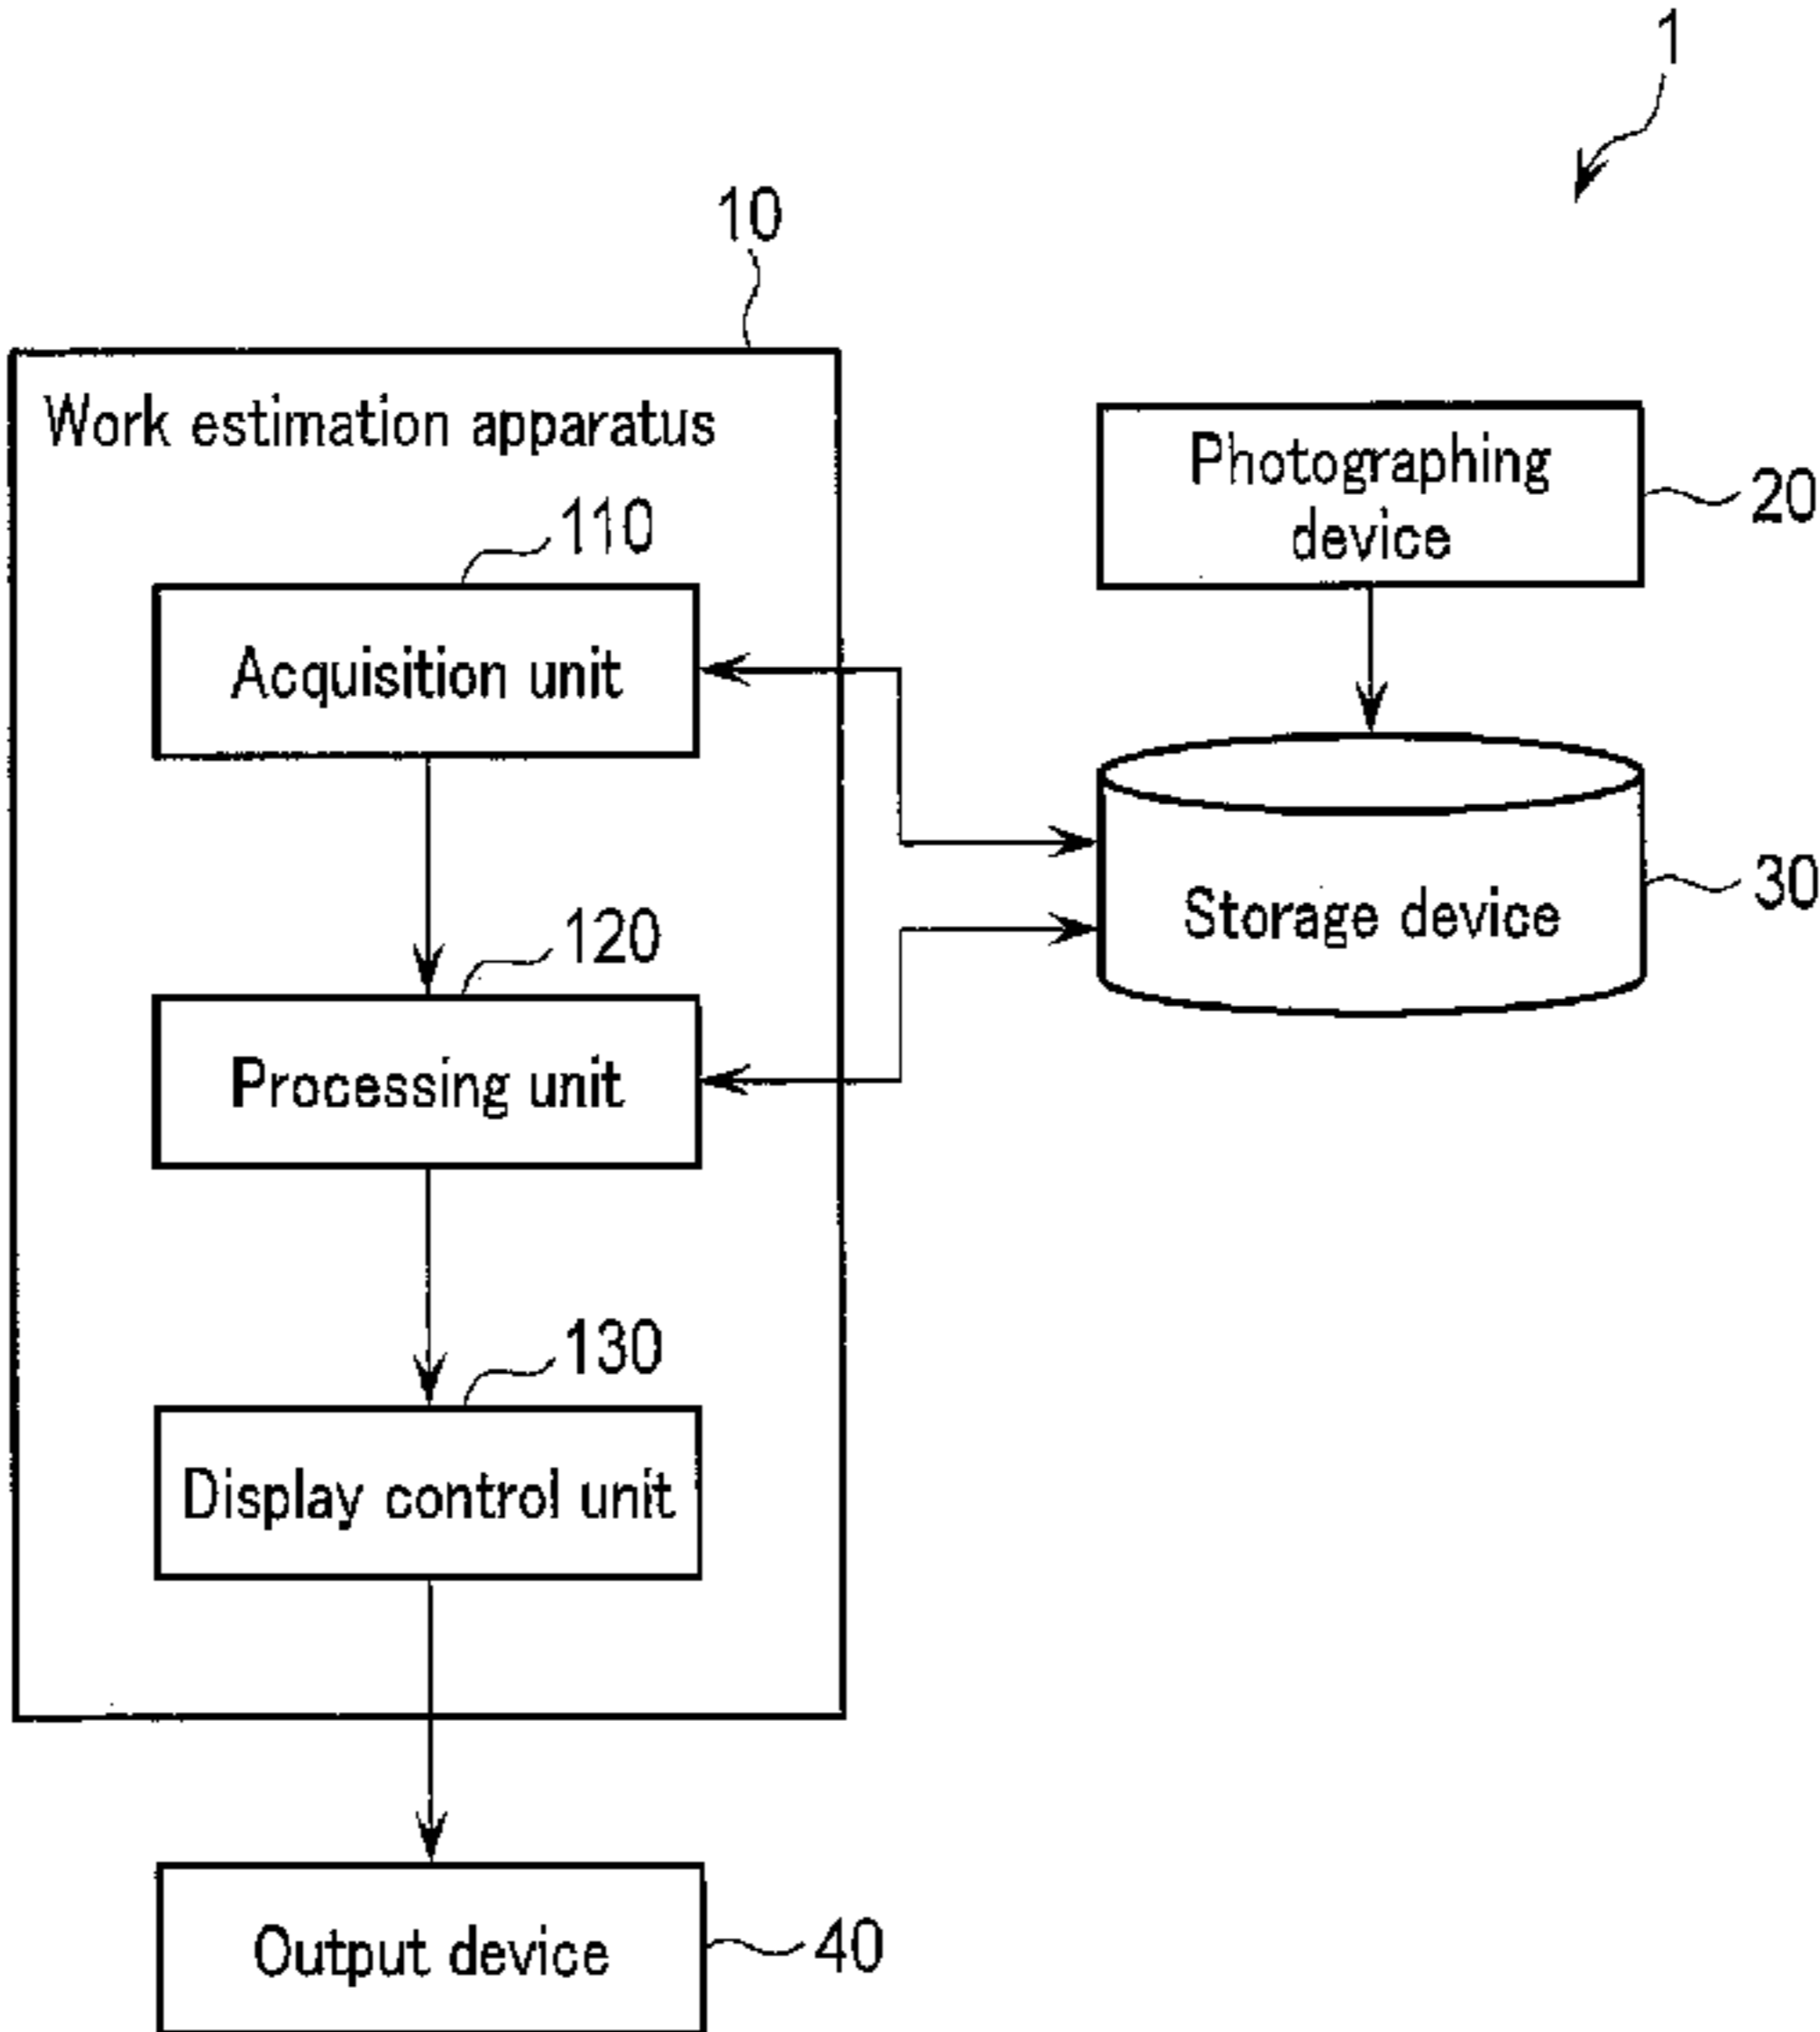 1
10
Work estimation apparatus
110
Acquisition unit
120
Processing unit
130
Display control unit
Photographing
device
20
Storage device
30
Output device
40